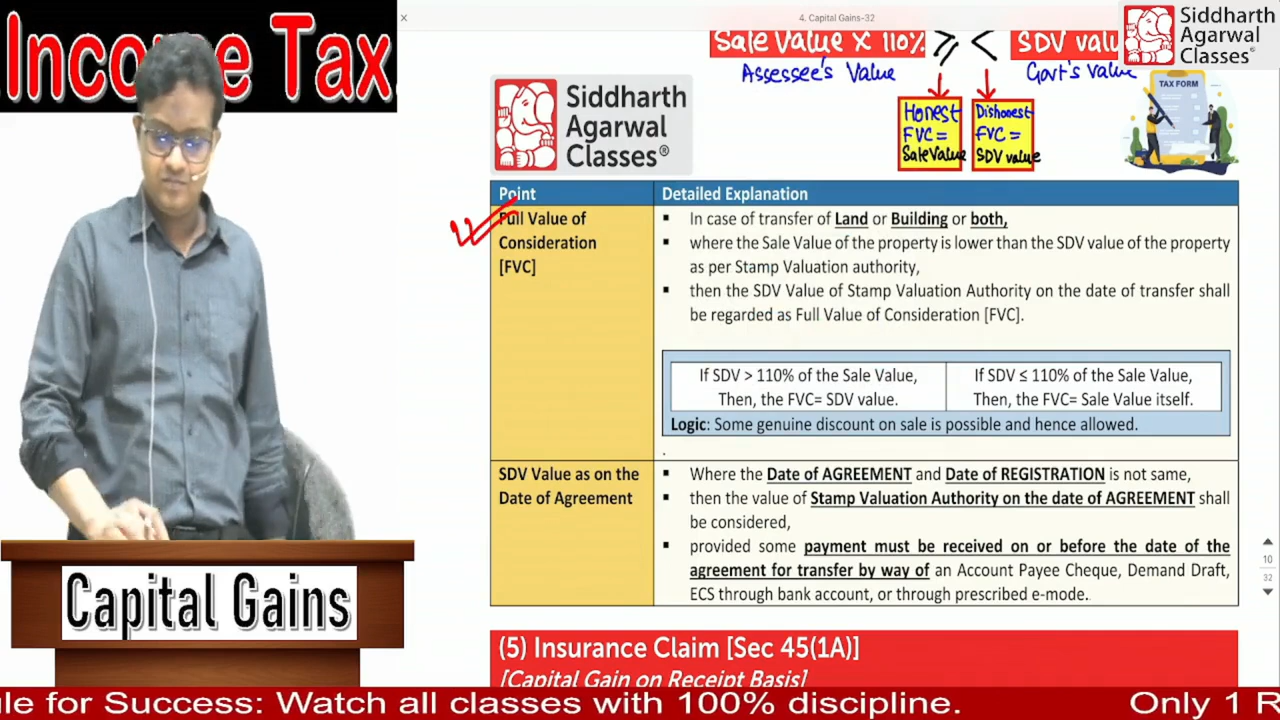 Income Tax
4. Capital Gains-32
Siddharth
Agarwal
Classes®
Sale Value x 110% ≥ < SDV valu
Assessee's Value
Govt's Value
Honest
FVC =
Sale Value
Dishonest
FVC =
SDV value
TAX FORM
Siddharth
Agarwal
Classes®
Point
Detailed Explanation
Full Value of
Consideration
[FVC]
▪ In case of transfer of Land or Building or both,
▪ where the Sale Value of the property is lower than the SDV value of the property
as per Stamp Valuation authority,
▪ then the SDV Value of Stamp Valuation Authority on the date of transfer shall
be regarded as Full Value of Consideration [FVC].
If SDV > 110% of the Sale Value,
Then, the FVC= SDV value.
If SDV ≤ 110% of the Sale Value,
Then, the FVC= Sale Value itself.
Logic: Some genuine discount on sale is possible and hence allowed.
.
SDV Value as on the
Date of Agreement
▪ Where the Date of AGREEMENT and Date of REGISTRATION is not same,
▪ then the value of Stamp Valuation Authority on the date of AGREEMENT shall
be considered,
▪ provided some payment must be received on or before the date of the
agreement for transfer by way of an Account Payee Cheque, Demand Draft,
ECS through bank account, or through prescribed e-mode.
10
32
(5) Insurance Claim [Sec 45(1A)]
[Capital Gain on Receipt Basis]
Capital Gains
ule for Success: Watch all classes with 100% discipline.
Only 1 R